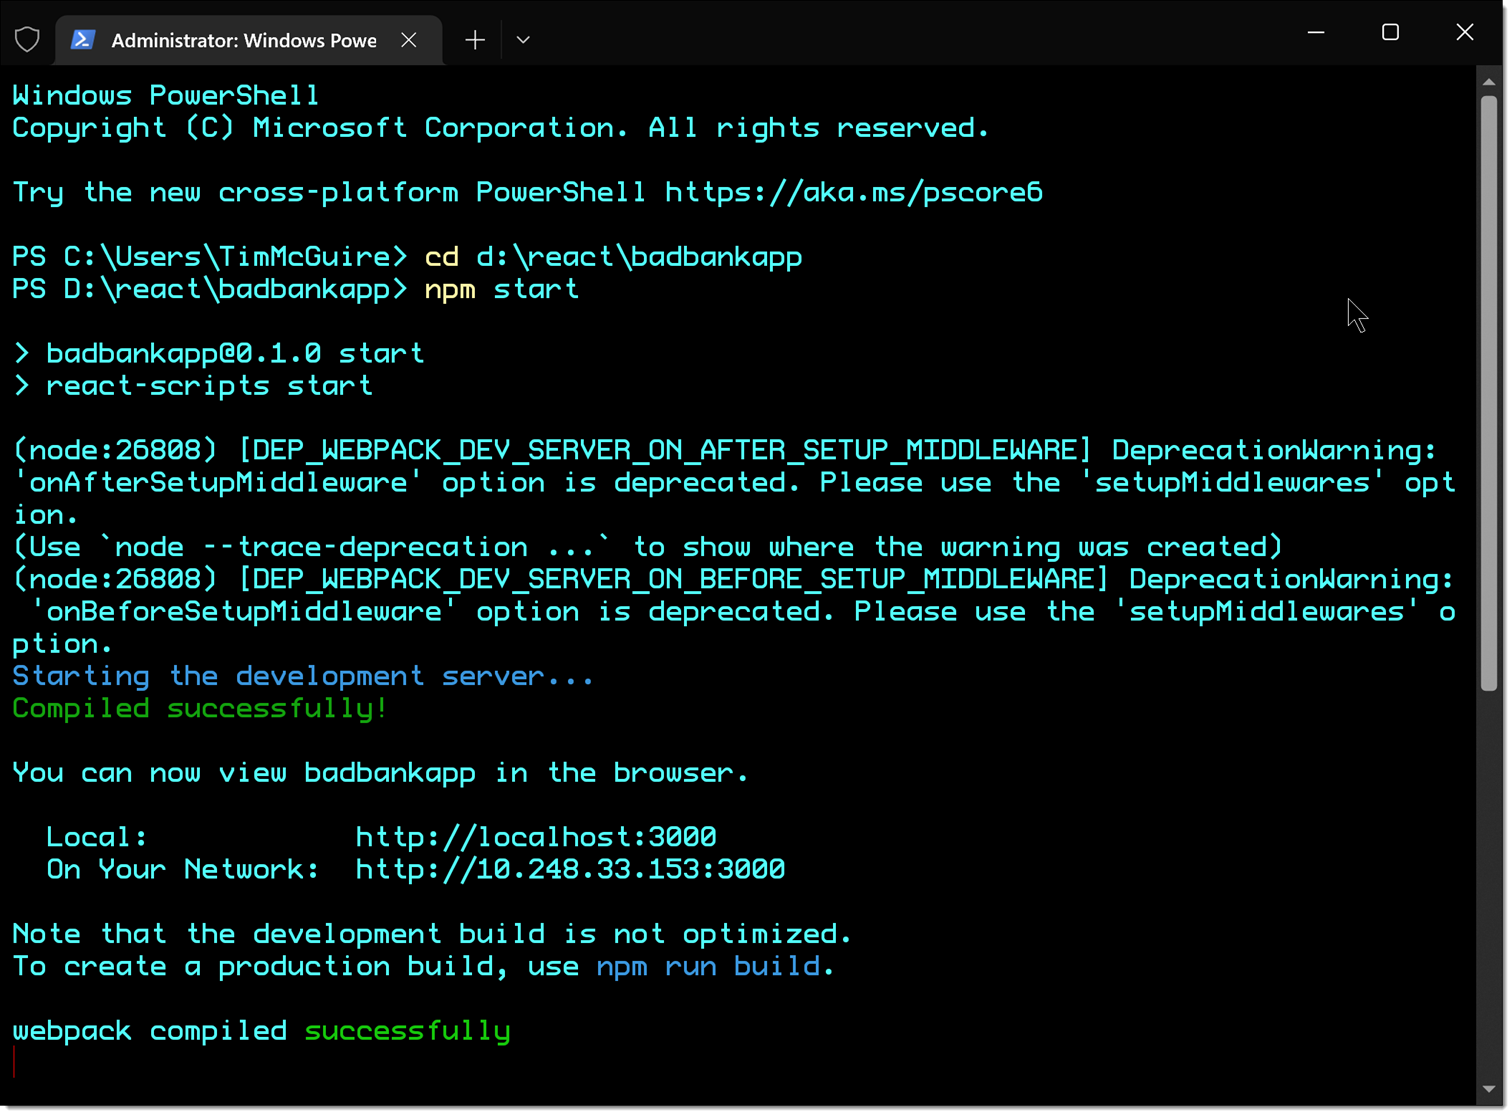 Administrator: Windows Powe
Windows PowerShell
Copyright (C) Microsoft Corporation. All rights reserved.
Try the new cross-platform PowerShell https://aka.ms/pscore6
PS C:\Users\TimMcGuire> cd d:\react\badbankapp
PS D:\react\badbankapp> npm start
> badbankapp@0.1.0 start
> react-scripts start
(node:26808) [DEP_WEBPACK_DEV_SERVER_ON_AFTER_SETUP_MIDDLEWARE] DeprecationWarning:
'onAfterSetupMiddleware' option is deprecated. Please use the 'setupMiddlewares' opt
ion.
(Use `node --trace-deprecation ...` to show where the warning was created)
(node:26808) [DEP_WEBPACK_DEV_SERVER_ON_BEFORE_SETUP_MIDDLEWARE] DeprecationWarning:
 'onBeforeSetupMiddleware' option is deprecated. Please use the 'setupMiddlewares' o
ption.
Starting the development server...
Compiled successfully!
You can now view badbankapp in the browser.
  Local:            http://localhost:3000
  On Your Network:  http://10.248.33.153:3000
Note that the development build is not optimized.
To create a production build, use npm run build.
webpack compiled successfully